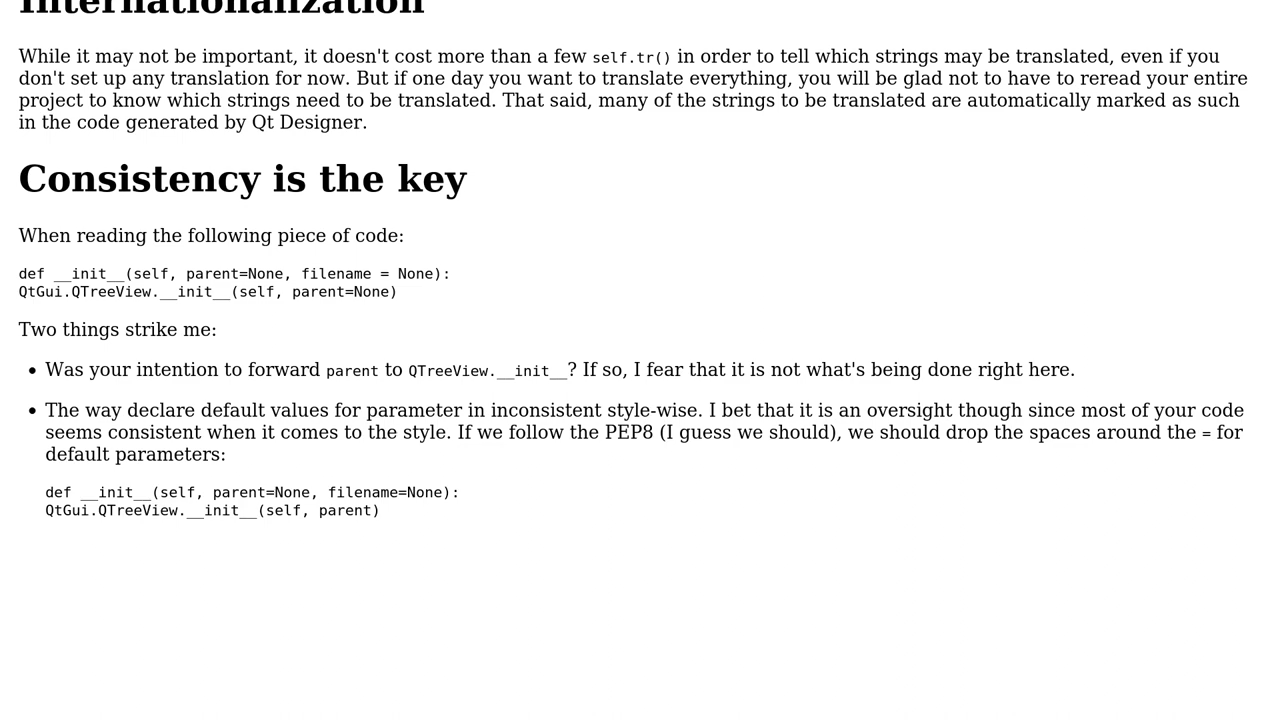 Internationalization
While it may not be important, it doesn't cost more than a few self.tr() in order to tell which strings may be translated, even if you
don't set up any translation for now. But if one day you want to translate everything, you will be glad not to have to reread your entire
project to know which strings need to be translated. That said, many of the strings to be translated are automatically marked as such
in the code generated by Qt Designer.
Consistency is the key
When reading the following piece of code:
def __init__(self, parent=None, filename = None):
QtGui.QTreeView.__init__(self, parent=None)
Two things strike me:
• Was your intention to forward parent to QTreeView.__init__? If so, I fear that it is not what's being done right here.
• The way declare default values for parameter in inconsistent style-wise. I bet that it is an oversight though since most of your code
seems consistent when it comes to the style. If we follow the PEP8 (I guess we should), we should drop the spaces around the = for
default parameters:
def __init__(self, parent=None, filename=None):
QtGui.QTreeView.__init__(self, parent)